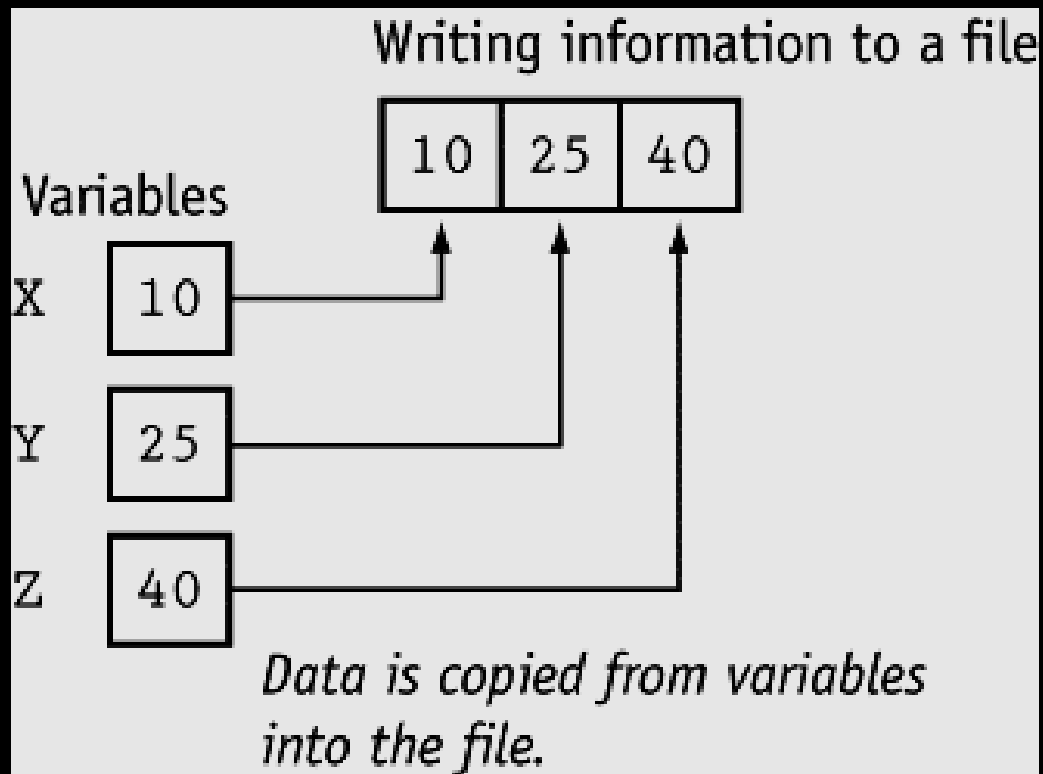 Writing information to a file
10 25 40
Variables
X 10
Y 25
Z 40
Data is copied from variables
into the file.